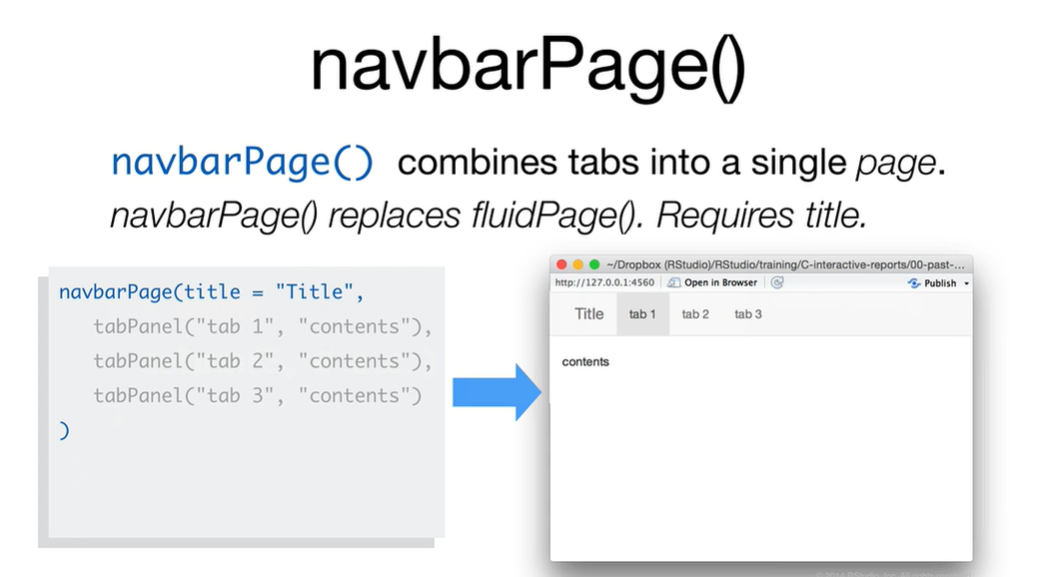 navbarPage()
navbarPage() combines tabs into a single page.
navbarPage() replaces fluidPage(). Requires title.
navbarPage(title = "Title",
tabPanel("tab 1", "contents"),
tabPanel("tab 2", "contents"),
tabPanel("tab 3", "contents")
)
~/Dropbox (RStudio)/RStudio/training/C-interactive-reports/00-past-...
http://127.0.0.1:4560 Open in Browser Publish
Title tab 1 tab 2 tab 3
contents